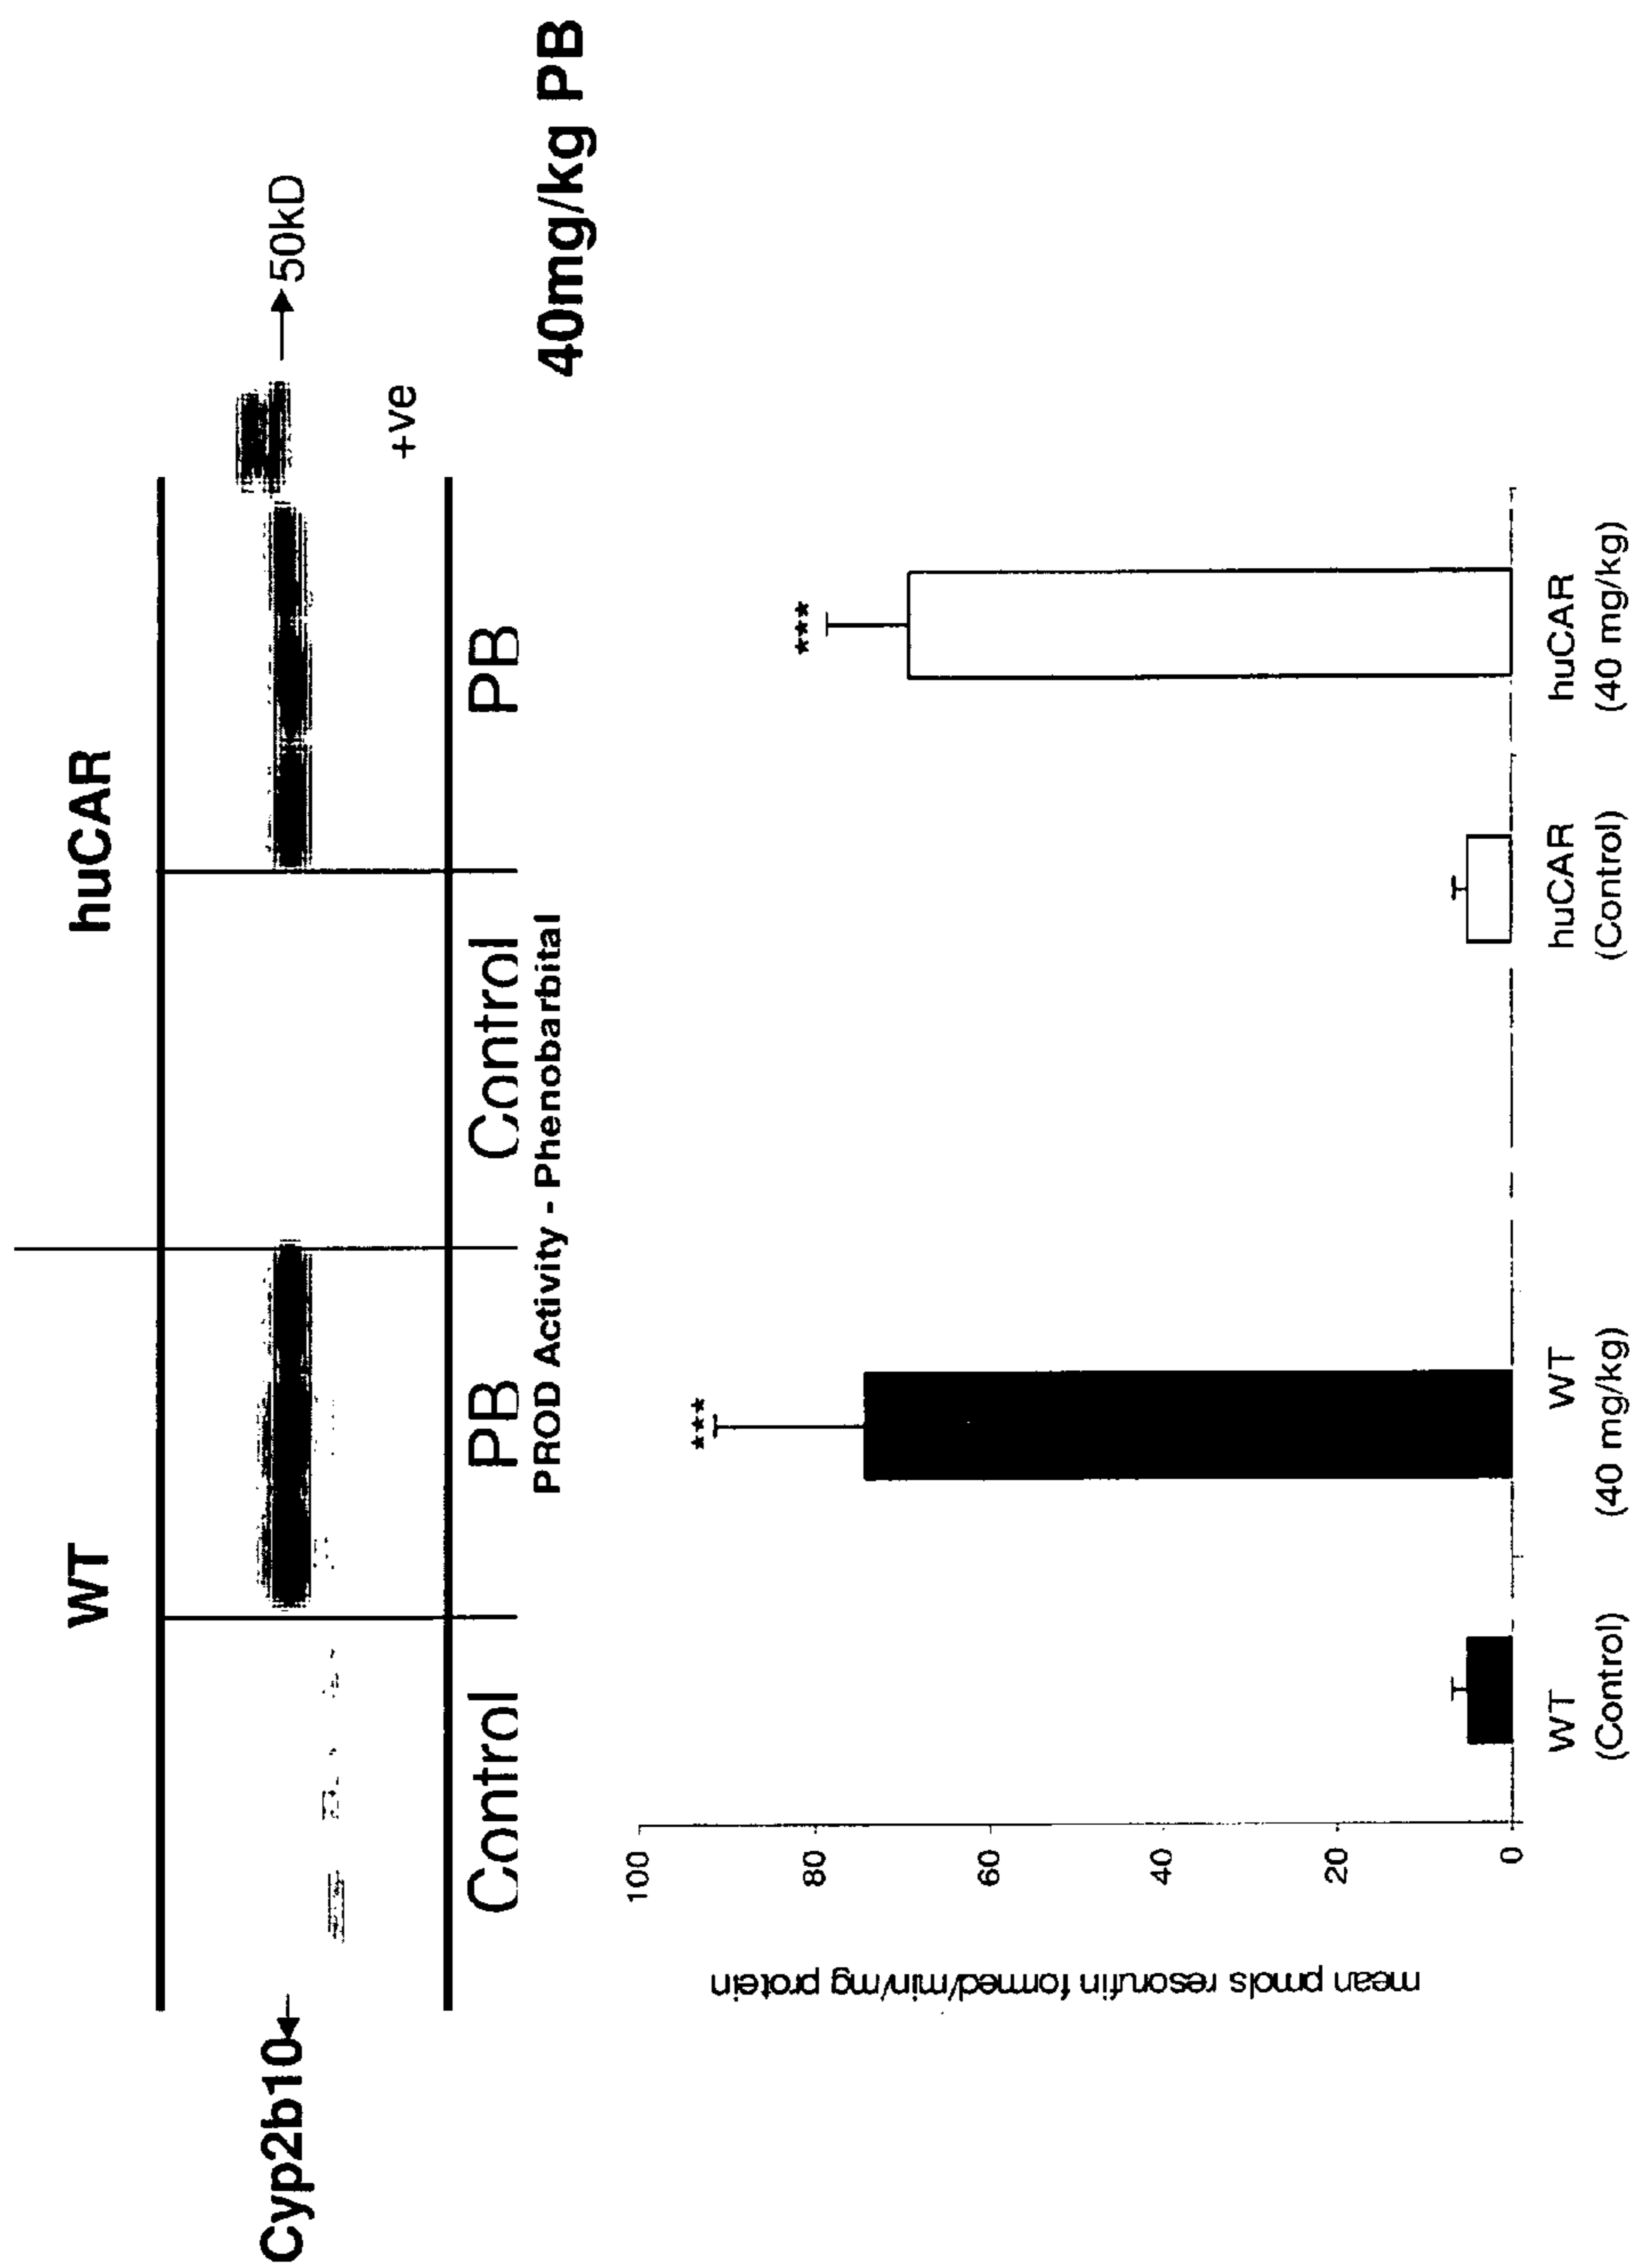 WT
huCAR
Cyp2b10
50kD
+ve
Control
PB
Control
PB
40mg/kg PB
PROD Activity - Phenobarbital
mean pmols resorufin formed/min/mg protein
100
80
60
40
20
0
WT
(Control)
WT
(40 mg/kg)
huCAR
(Control)
huCAR
(40 mg/kg)
***
***